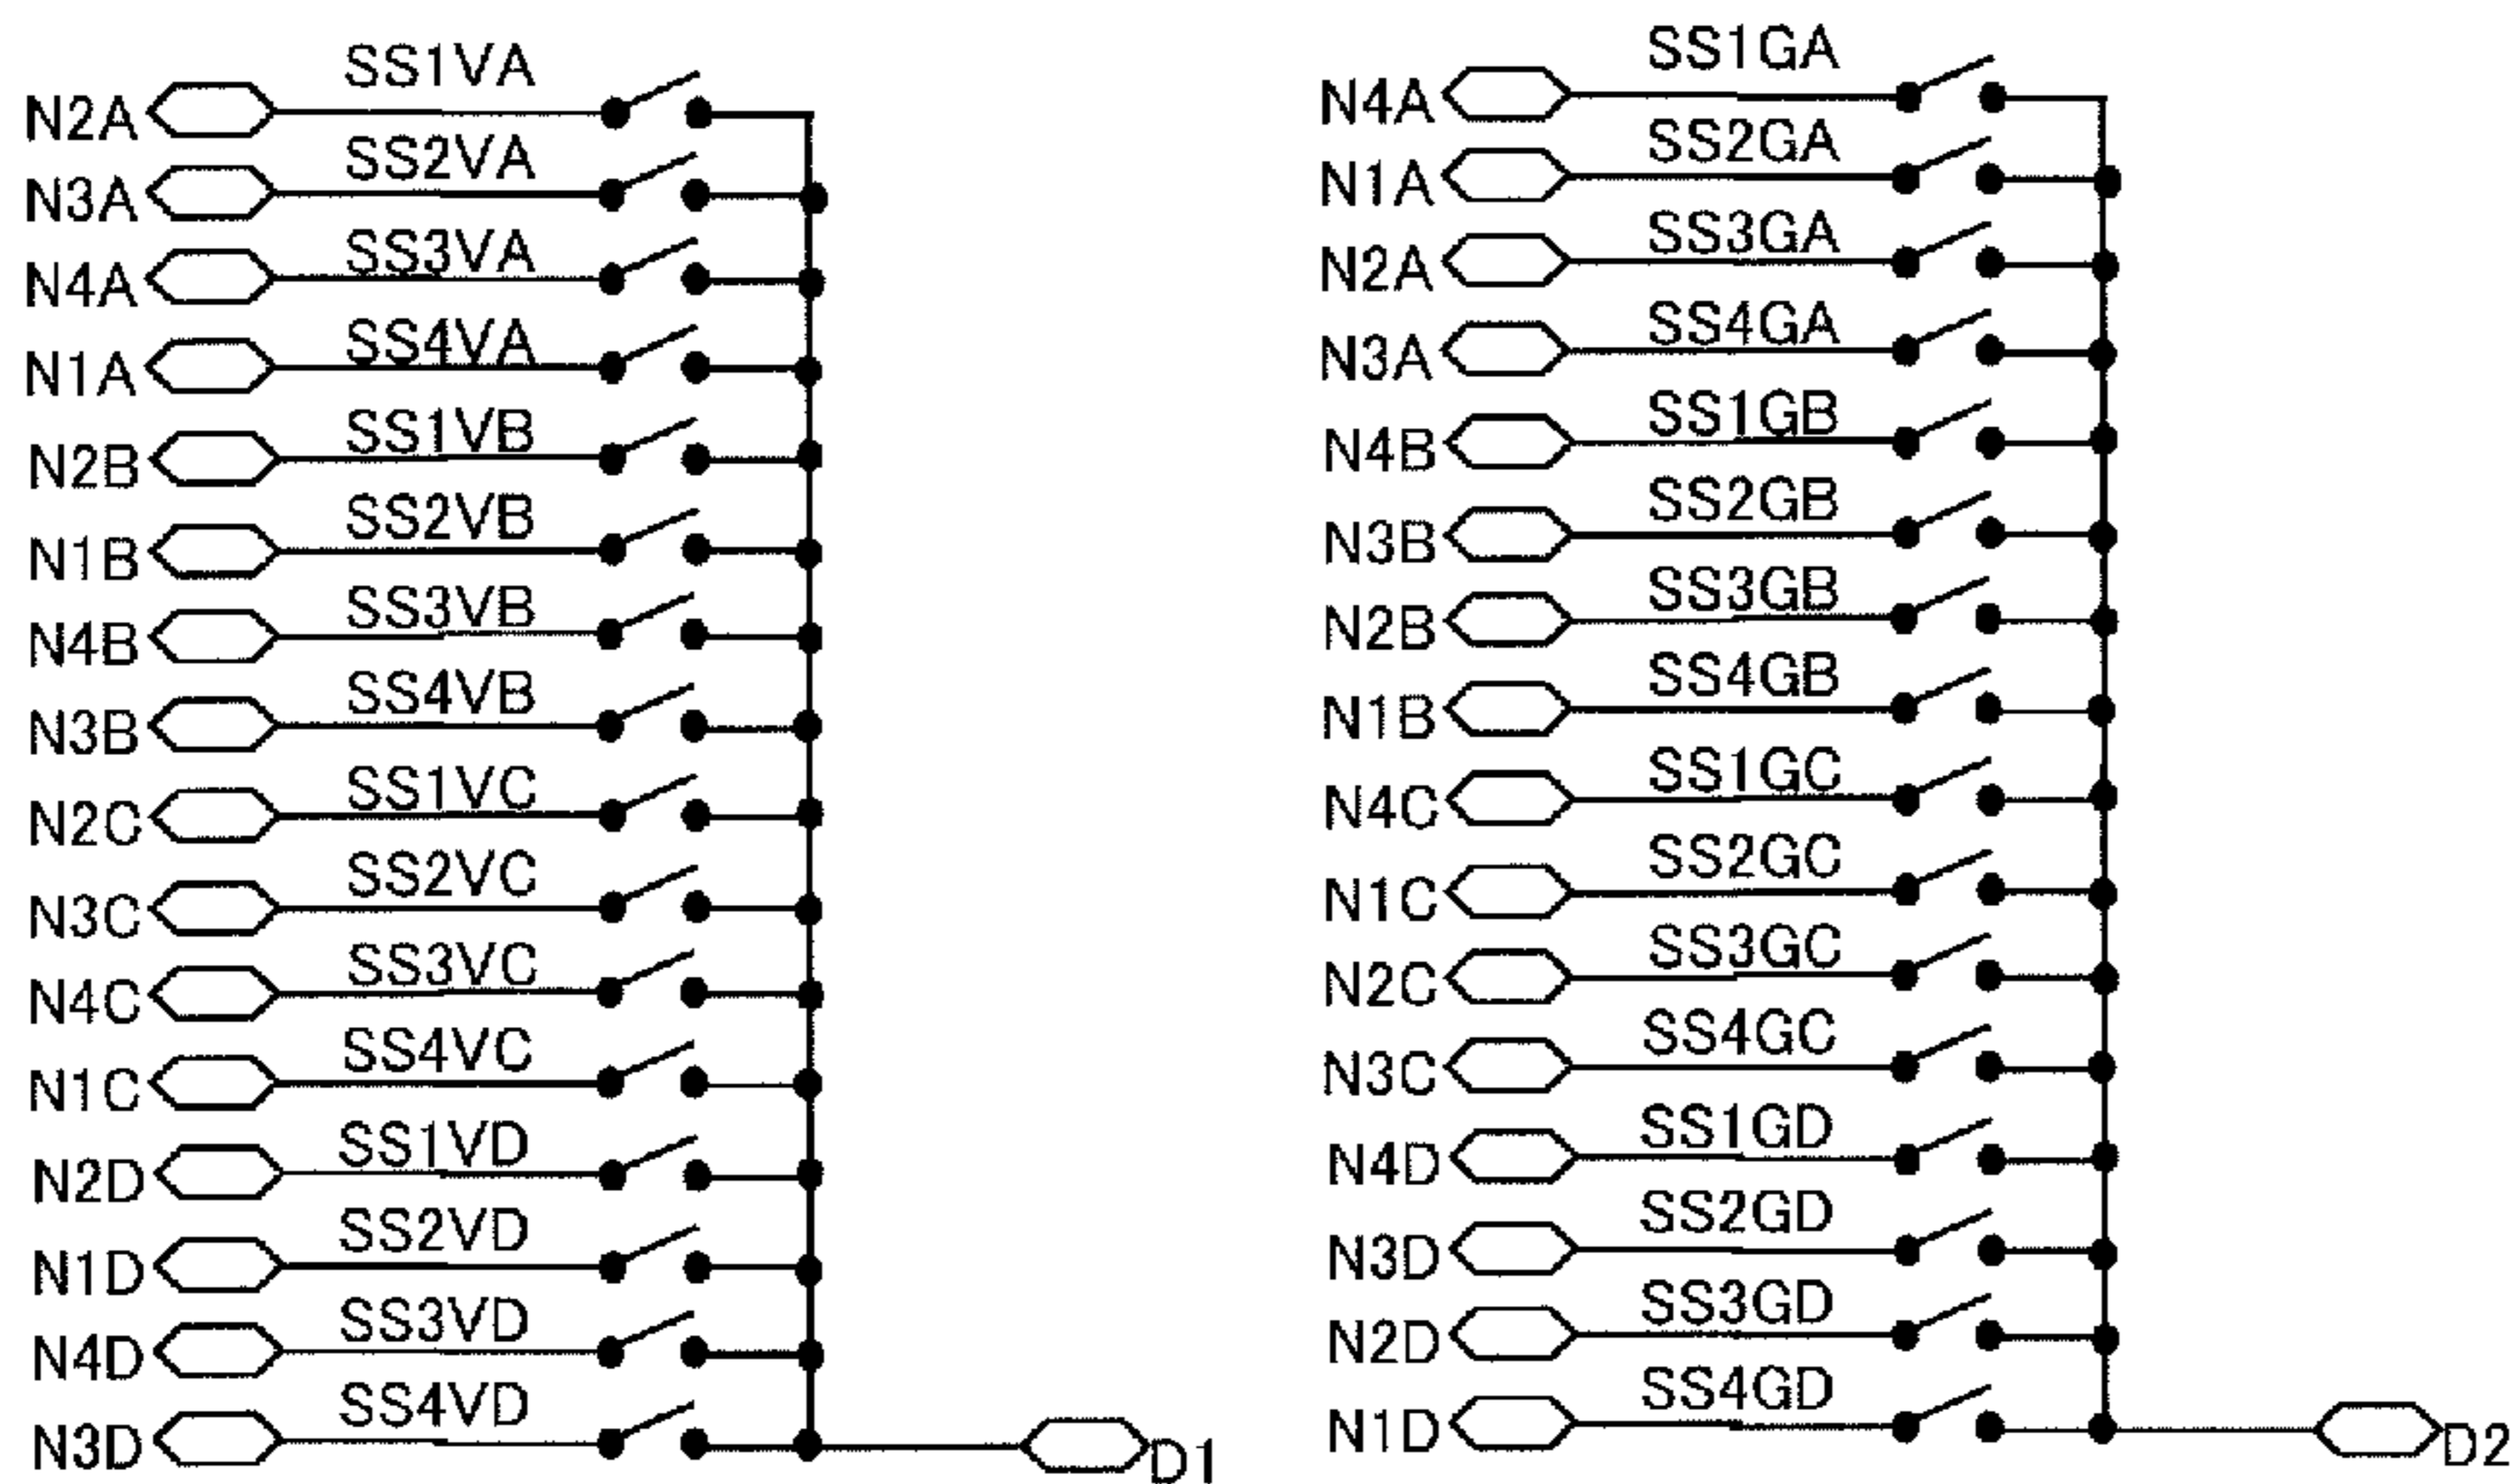 SS1VA
N2A
SS2VA
N3A
SS3VA
N4A
SS4VA
N1A
SS1VB
N2B
SS2VB
N1B
SS3VB
N4B
SS4VB
N3B
SS1VC
N2C
SS2VC
N3C
SS3VC
N4C
SS4VC
N1C
SS1VD
N2D
SS2VD
N1D
SS3VD
N4D
SS4VD
N3D
D1
SS1GA
N4A
SS2GA
N1A
SS3GA
N2A
SS4GA
N3A
SS1GB
N4B
SS2GB
N3B
SS3GB
N2B
SS4GB
N1B
SS1GC
N4C
SS2GC
N1C
SS3GC
N2C
SS4GC
N3C
SS1GD
N4D
SS2GD
N3D
SS3GD
N2D
SS4GD
N1D
D2